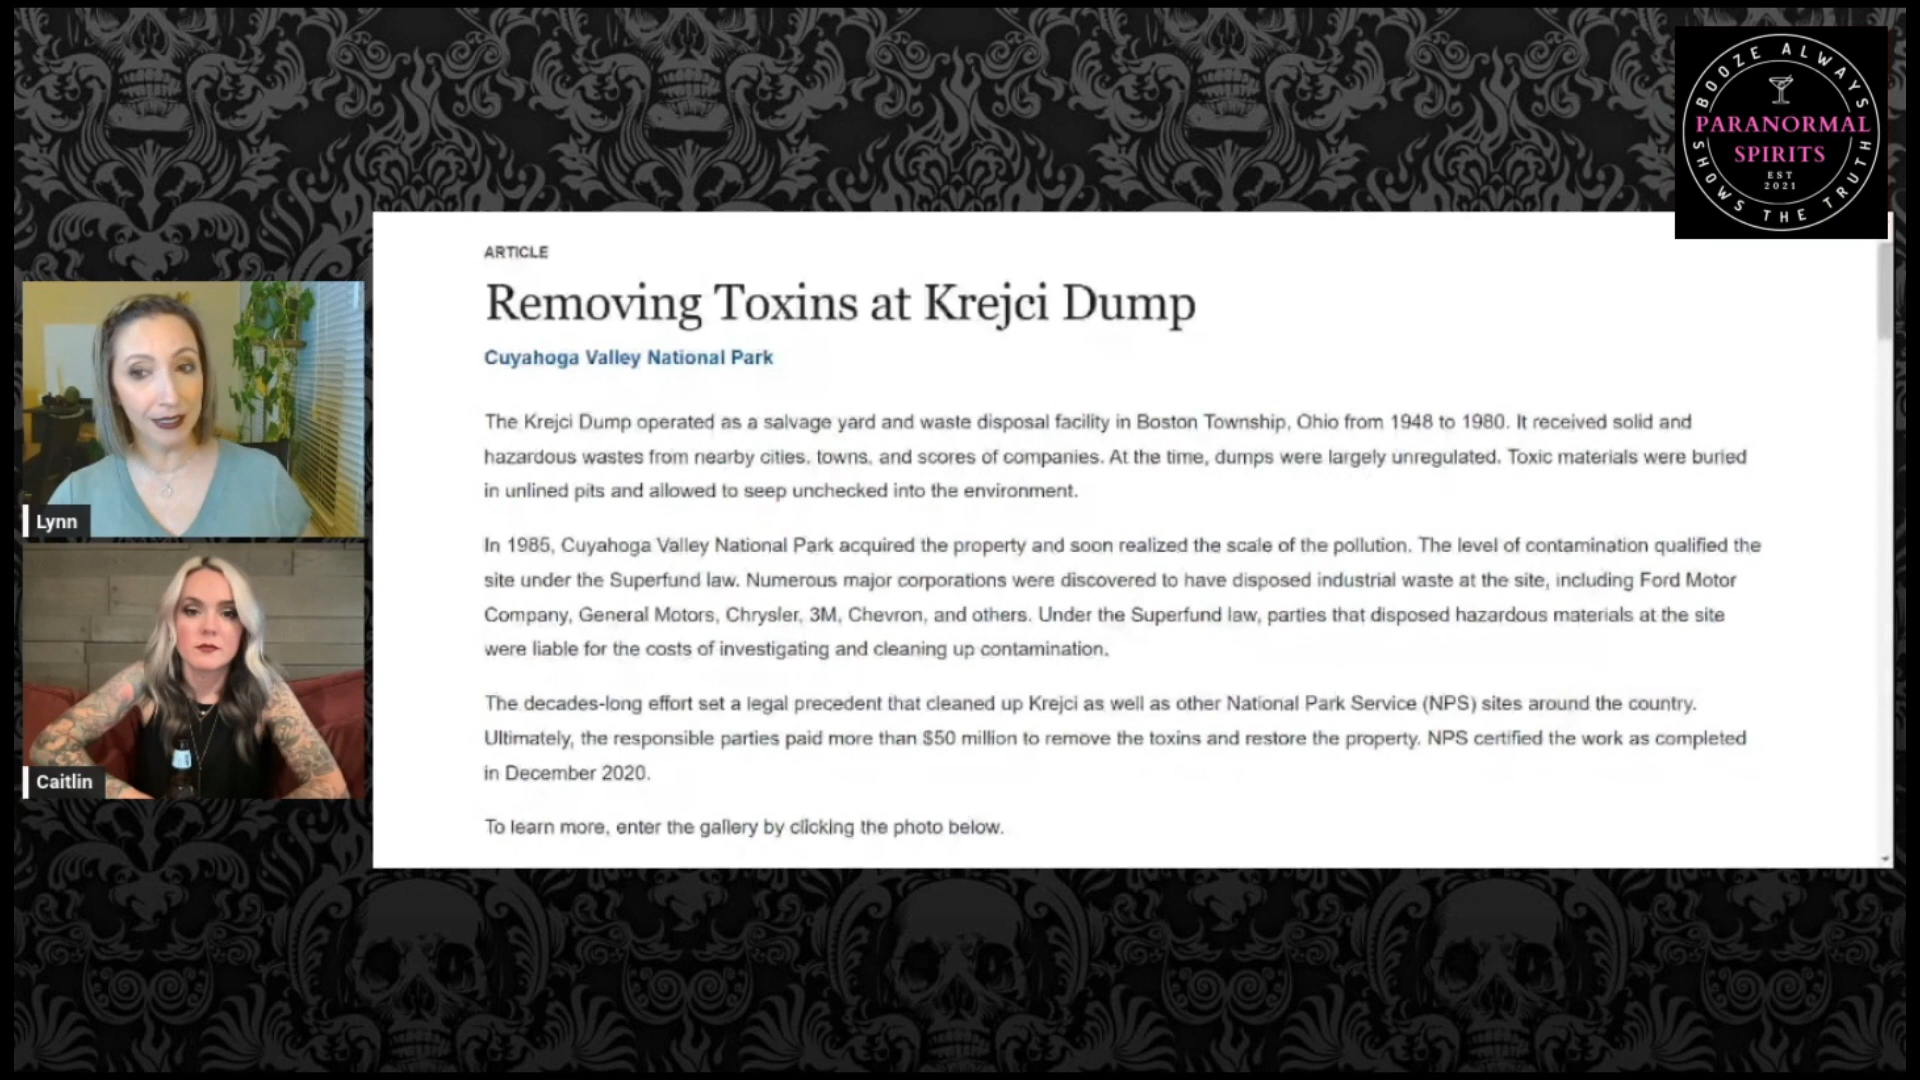 BOOZE ALWAYS
PARANORMAL
SPIRITS
EST
2021
SHOWS THE TRUTH
ARTICLE
Removing Toxins at Krejci Dump
Cuyahoga Valley National Park
The Krejci Dump operated as a salvage yard and waste disposal facility in Boston Township, Ohio from 1948 to 1980. It received solid and
hazardous wastes from nearby cities, towns, and scores of companies. At the time, dumps were largely unregulated. Toxic materials were buried
in unlined pits and allowed to seep unchecked into the environment.
In 1985, Cuyahoga Valley National Park acquired the property and soon realized the scale of the pollution. The level of contamination qualified the
site under the Superfund law. Numerous major corporations were discovered to have disposed industrial waste at the site, including Ford Motor
Company, General Motors, Chrysler, 3M, Chevron, and others. Under the Superfund law, parties that disposed hazardous materials at the site
were liable for the costs of investigating and cleaning up contamination.
The decades-long effort set a legal precedent that cleaned up Krejci as well as other National Park Service (NPS) sites around the country.
Ultimately, the responsible parties paid more than $50 million to remove the toxins and restore the property. NPS certified the work as completed
in December 2020.
To learn more, enter the gallery by clicking the photo below.
Lynn
Caitlin